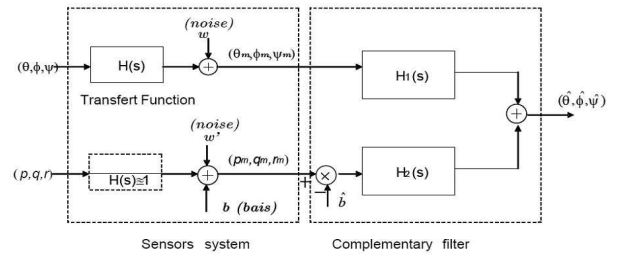 (noise)
w
(θ,ϕ,ψ)
H(s)
+
(θm,ϕm,ψm)
H1(s)
Transfert Function
(noise)
w'
+
(θ̂,ϕ̂,ψ̂)
(p,q,r)
H(s)≅1
+
(pm,qm,rm)
+
×
−
b̂
H2(s)
b (bais)
Sensors system
Complementary filter